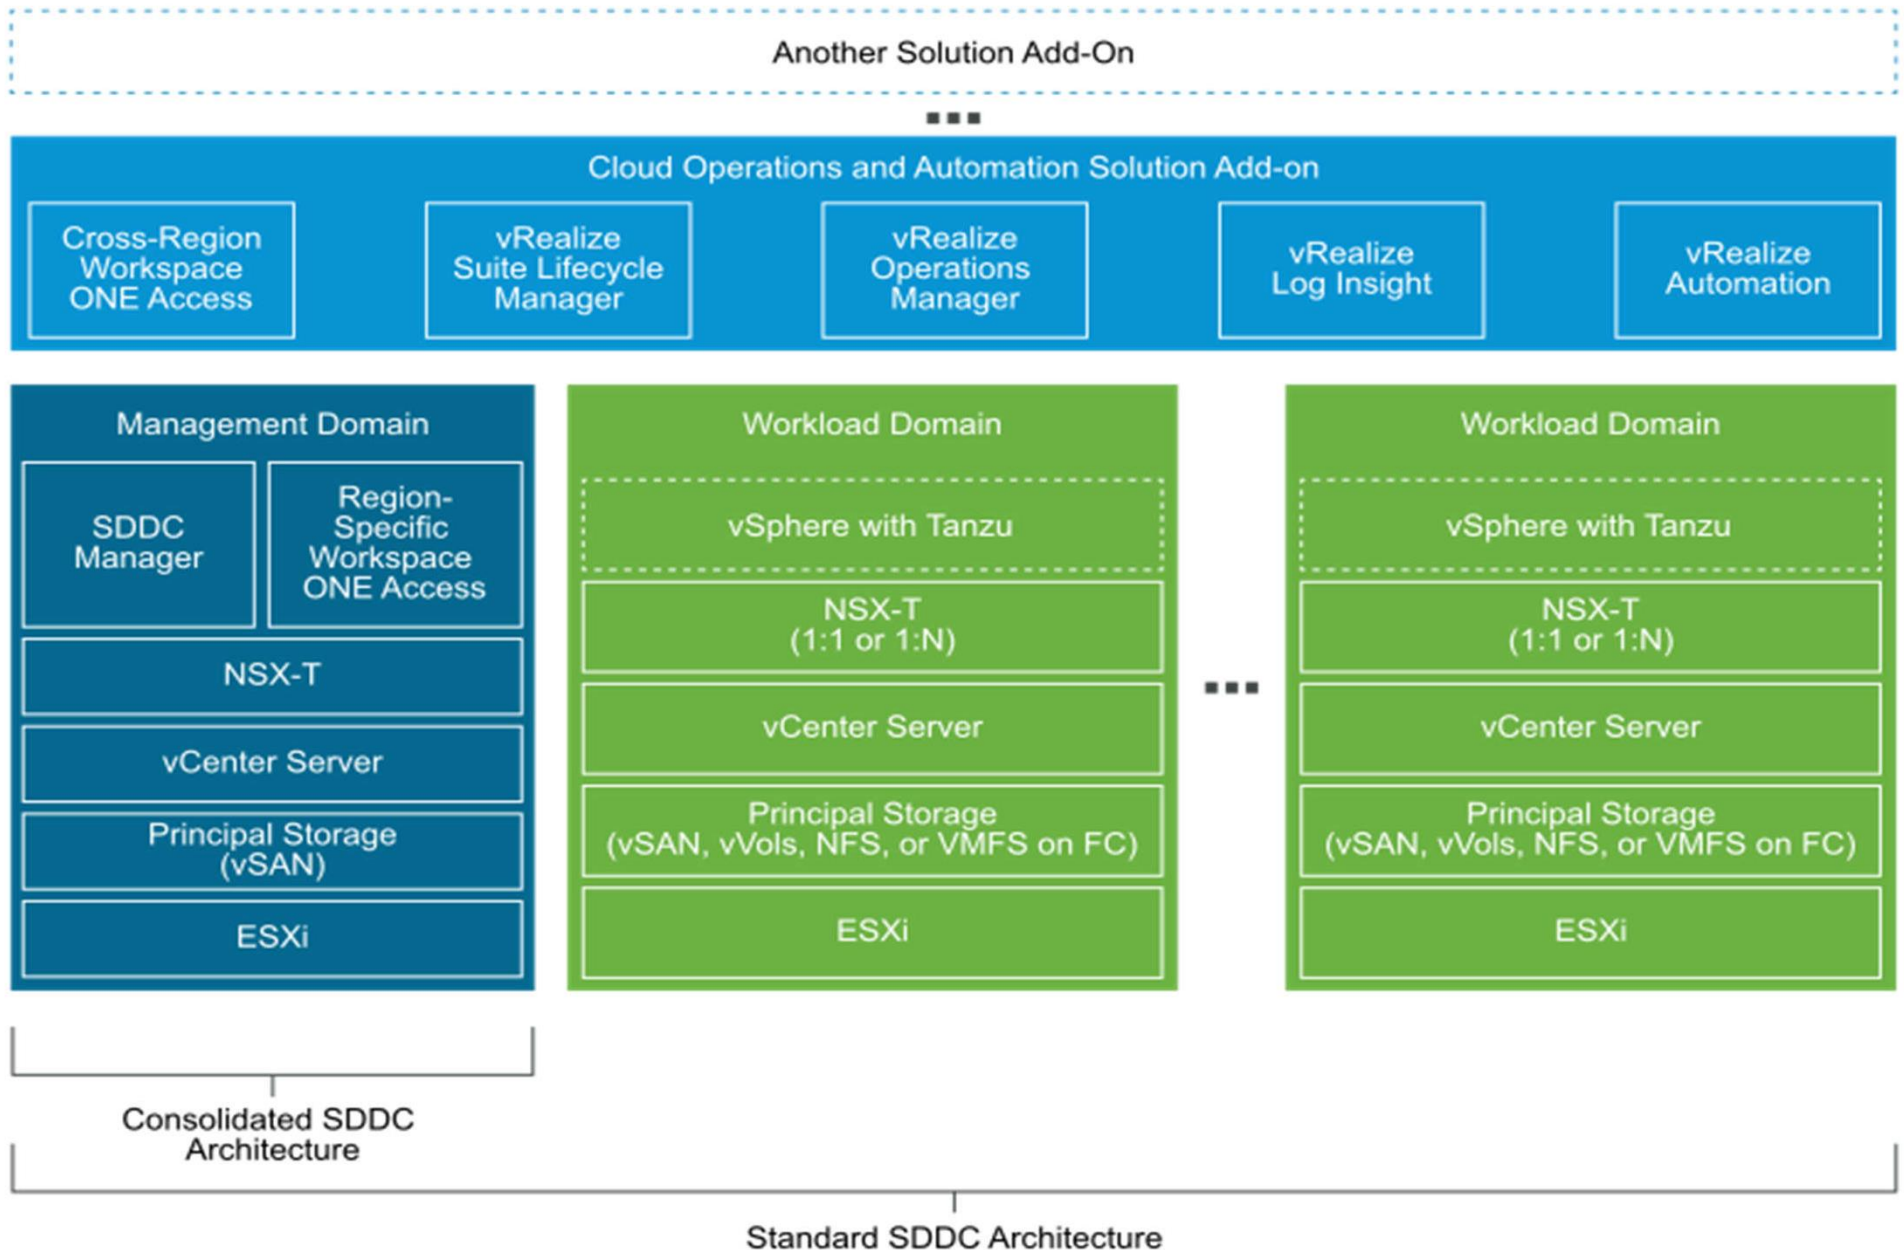 Another Solution Add-On
Cloud Operations and Automation Solution Add-on
Cross-Region
Workspace
ONE Access
vRealize
Suite Lifecycle
Manager
vRealize
Operations
Manager
vRealize
Log Insight
vRealize
Automation
Management Domain
SDDC
Manager
Region-
Specific
Workspace
ONE Access
NSX-T
vCenter Server
Principal Storage
(vSAN)
ESXi
Workload Domain
vSphere with Tanzu
NSX-T
(1:1 or 1:N)
vCenter Server
Principal Storage
(vSAN, vVols, NFS, or VMFS on FC)
ESXi
Workload Domain
vSphere with Tanzu
NSX-T
(1:1 or 1:N)
vCenter Server
Principal Storage
(vSAN, vVols, NFS, or VMFS on FC)
ESXi
Consolidated SDDC
Architecture
Standard SDDC Architecture